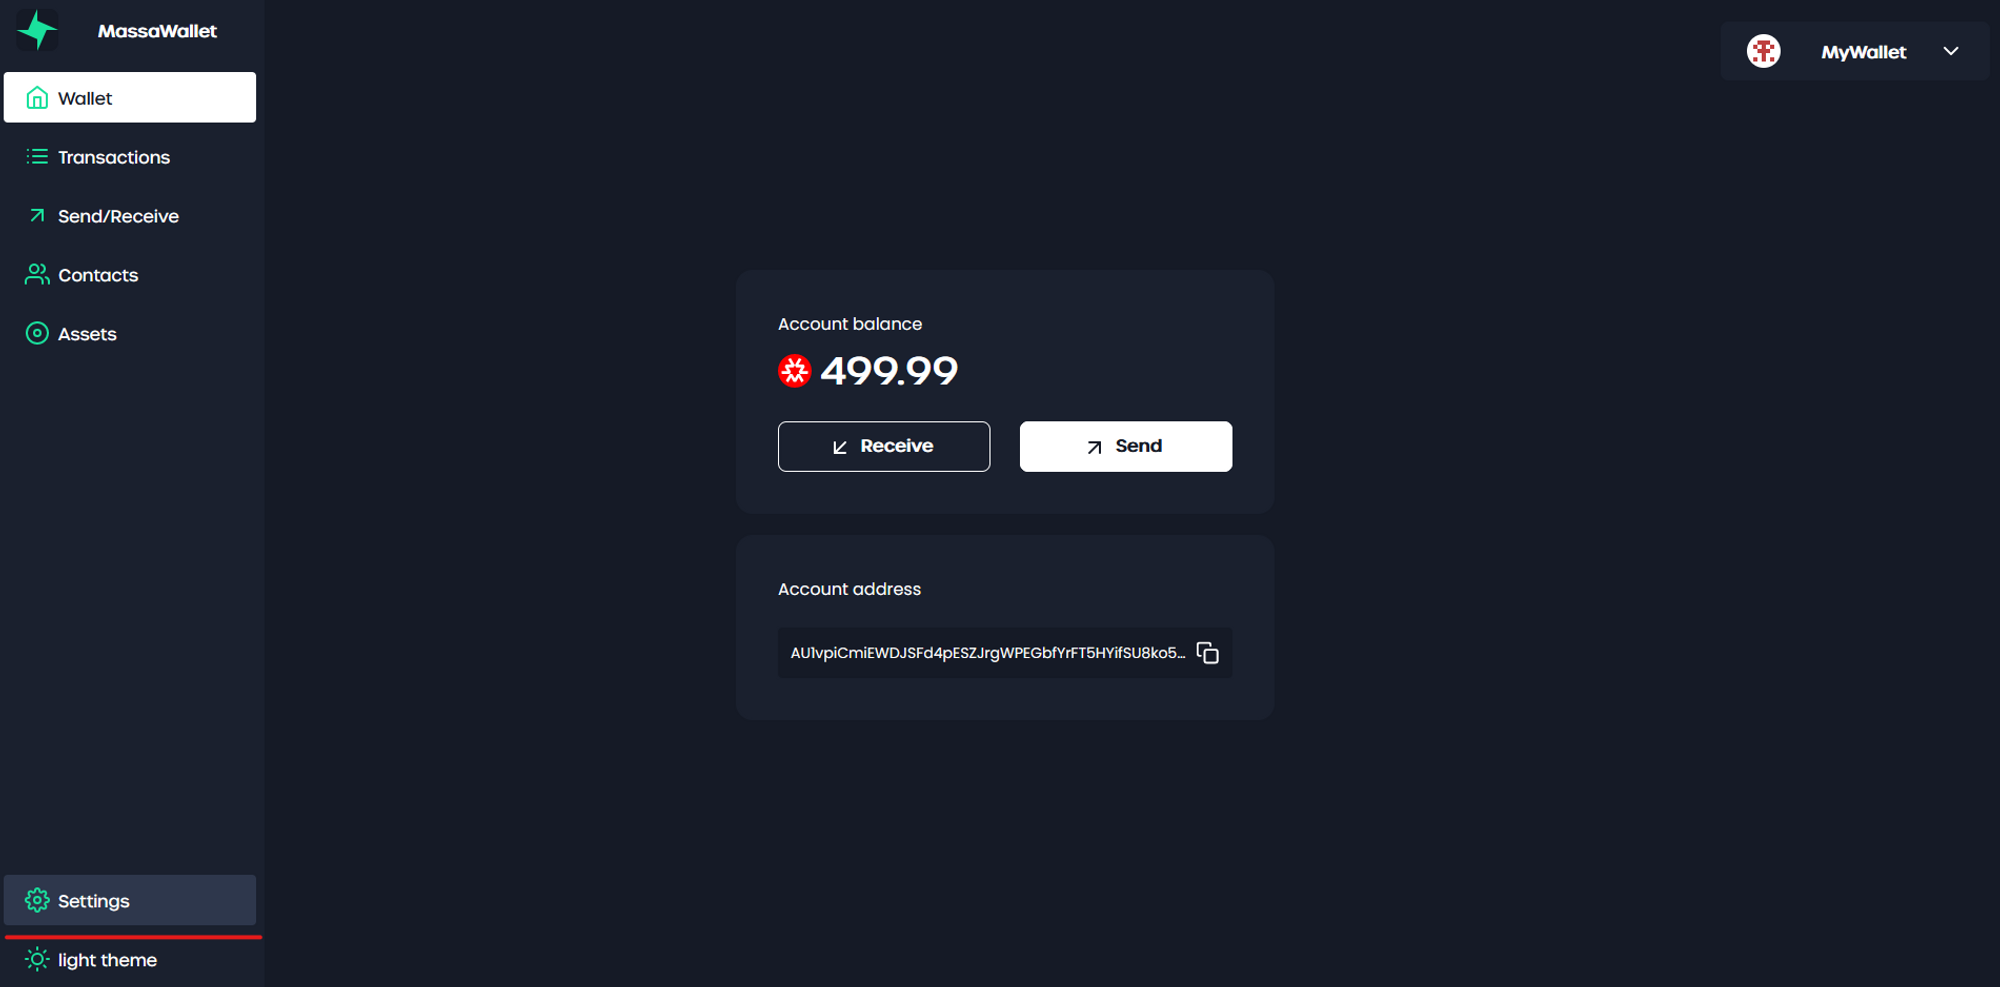 MassaWallet
MyWallet
Wallet
Transactions
Send/Receive
Contacts
Assets
Account balance
499.99
Receive
Send
Account address
AU1vpiCmiEWDJSFd4pESZJrgWPEGbfYrFT5HYifSU8ko5...
Settings
light theme